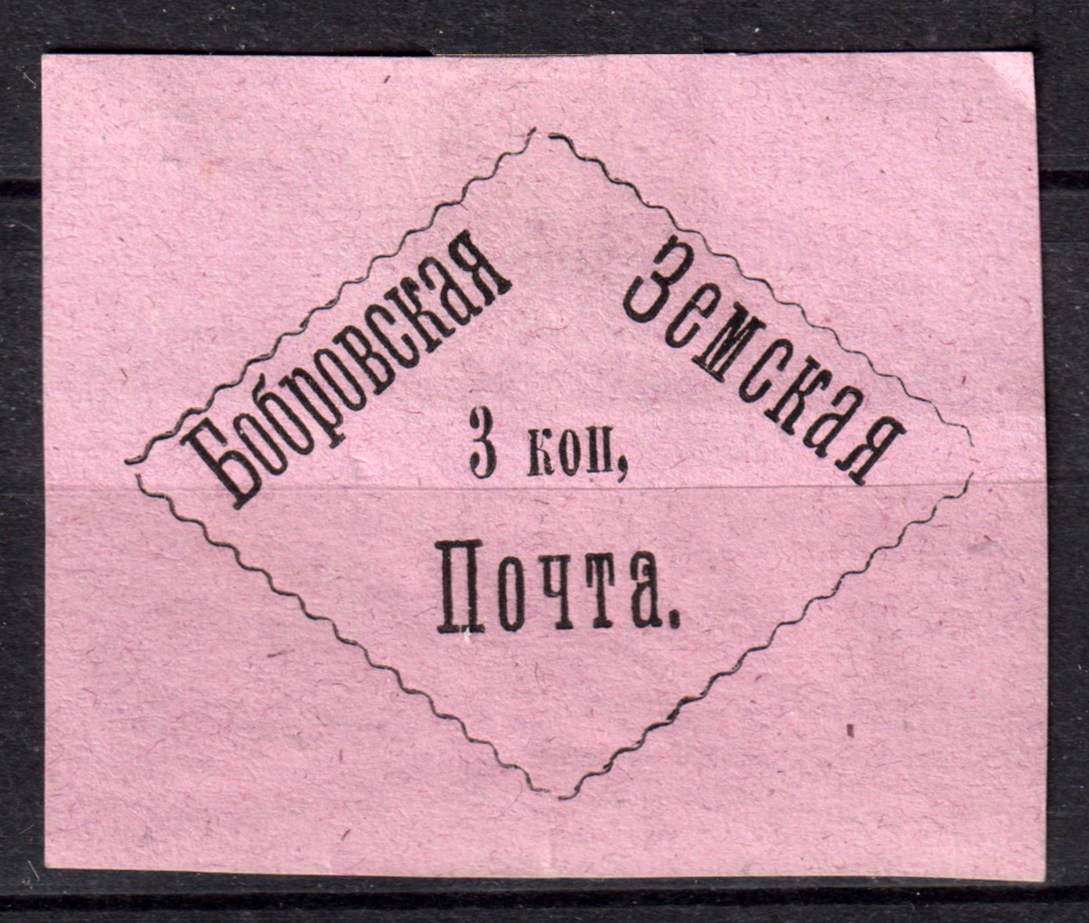 Бобровская
Земская
3 коп,
Почта.